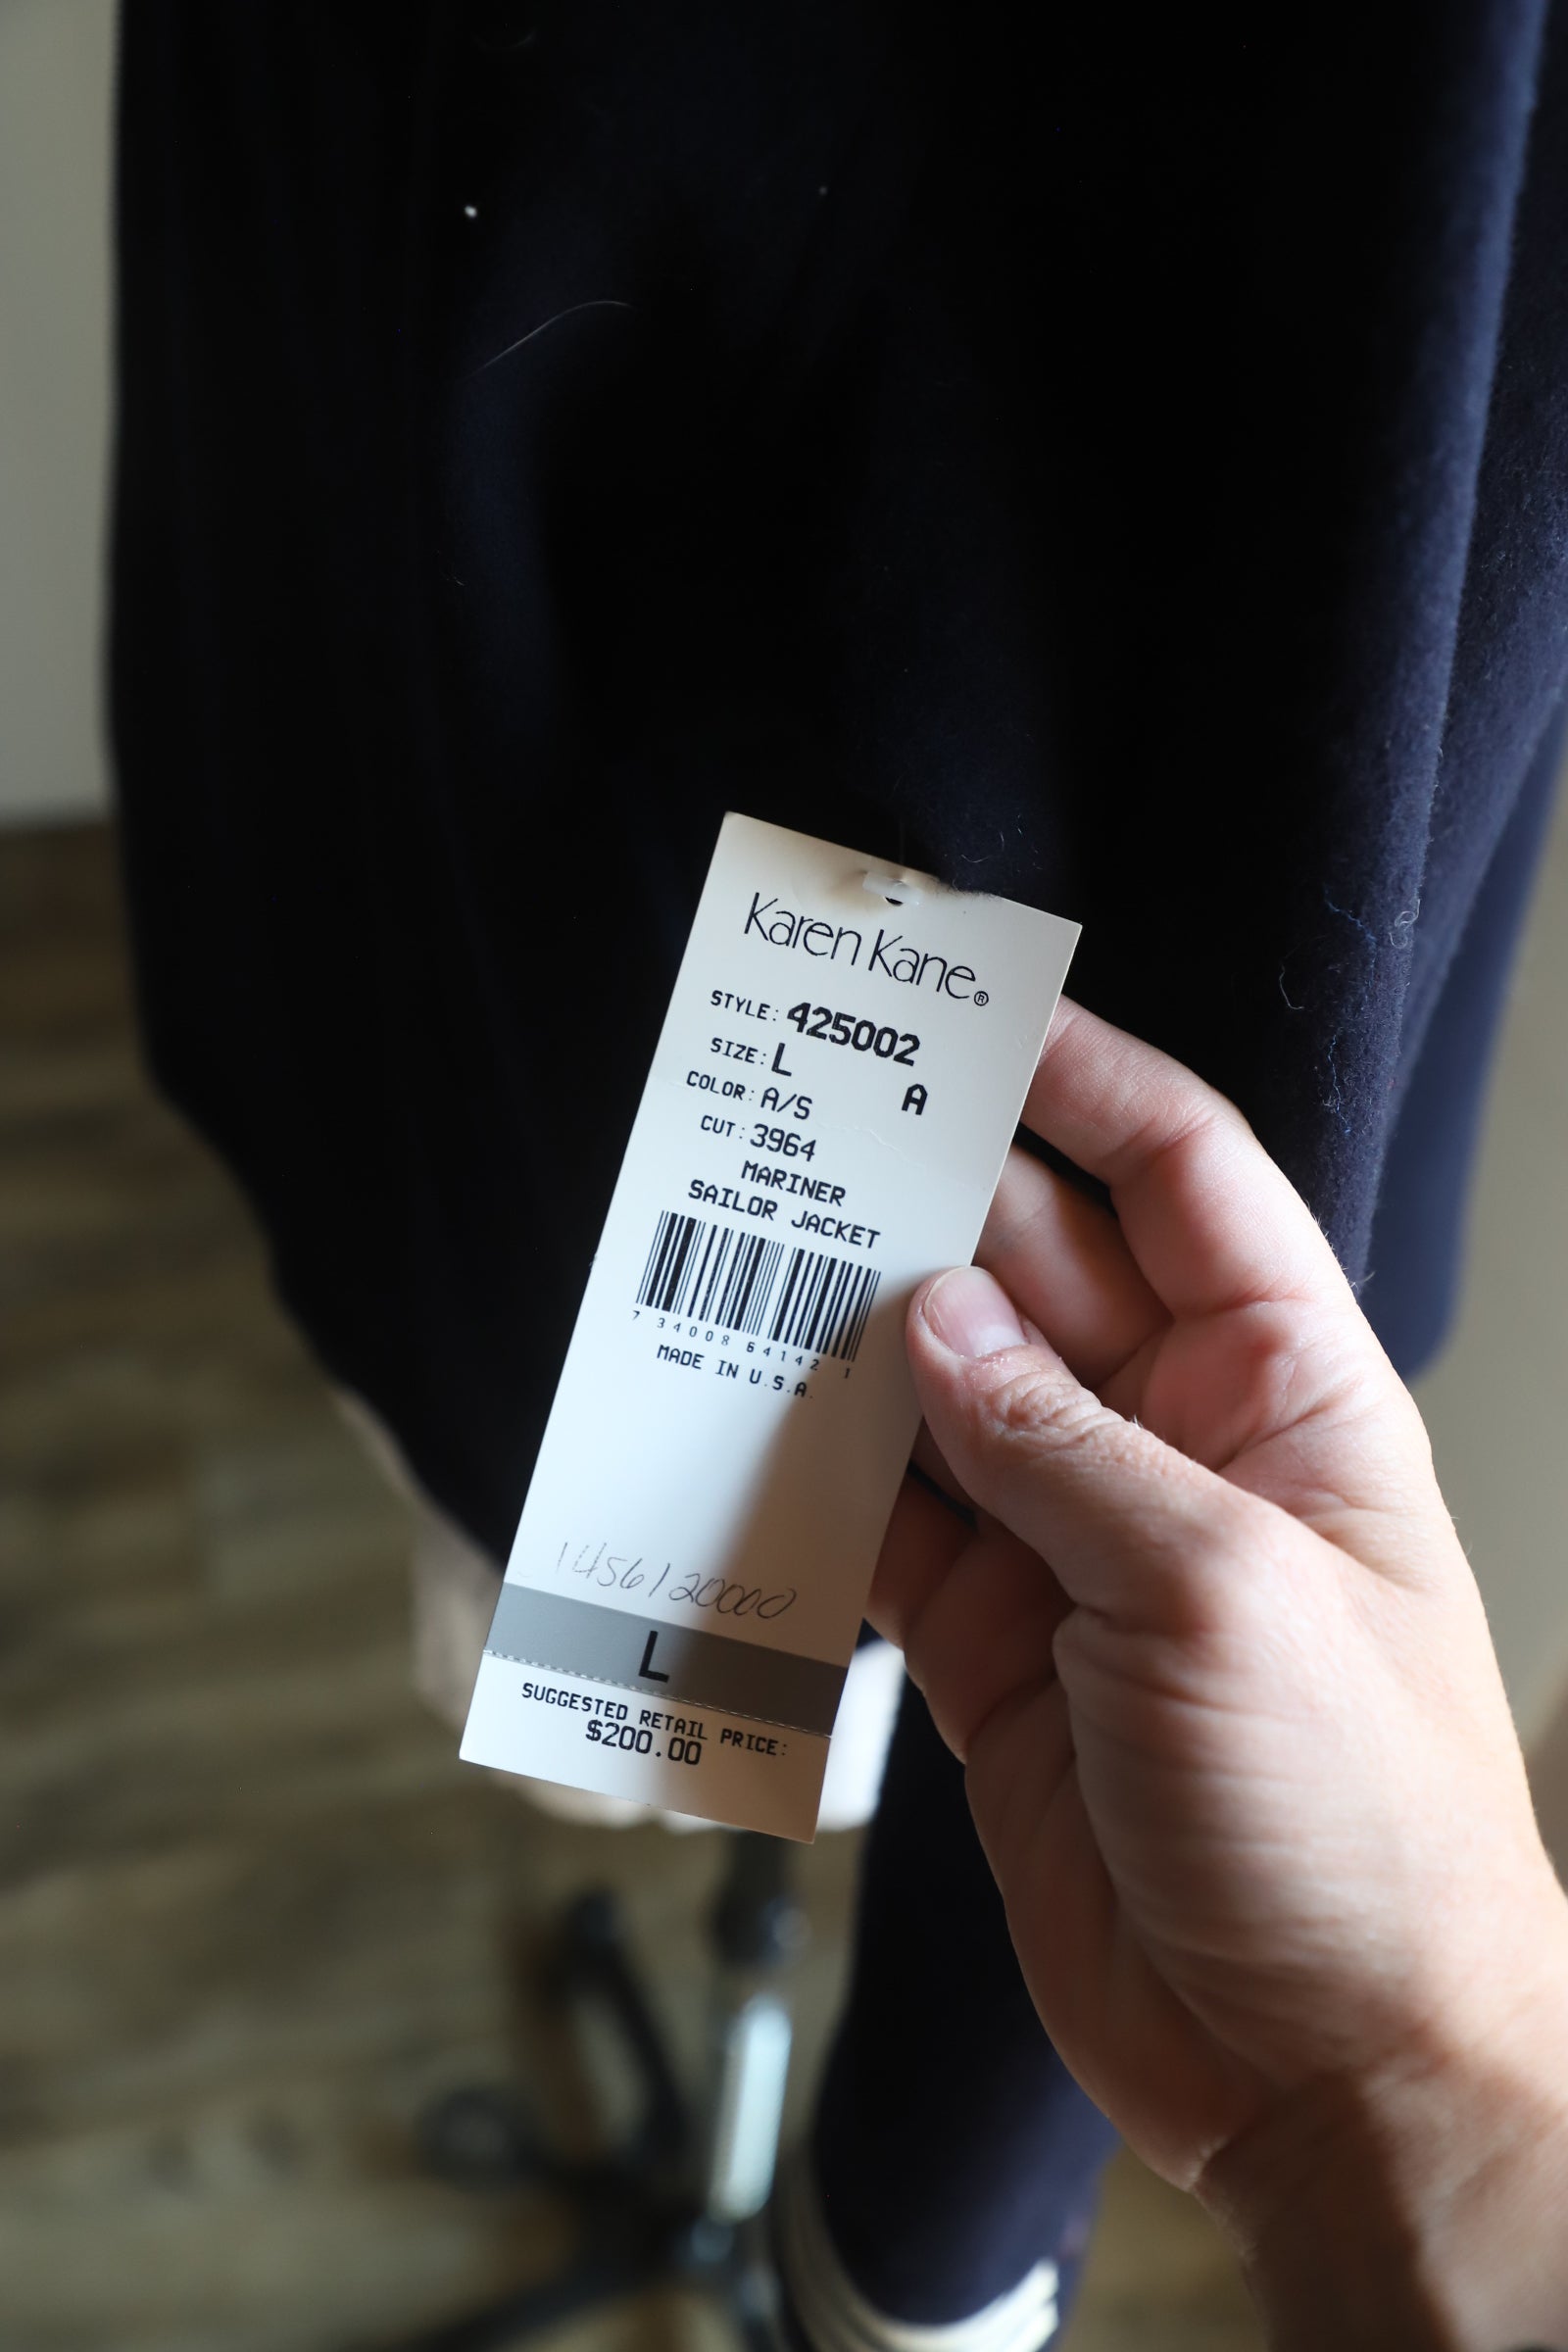 Karen Kane®
STYLE: 425002
SIZE: L
COLOR: A/S A
CUT: 3964
MARINER
SAILOR JACKET
7 34008 64142 1
MADE IN U.S.A.
1456120000
L
SUGGESTED RETAIL PRICE:
$200.00